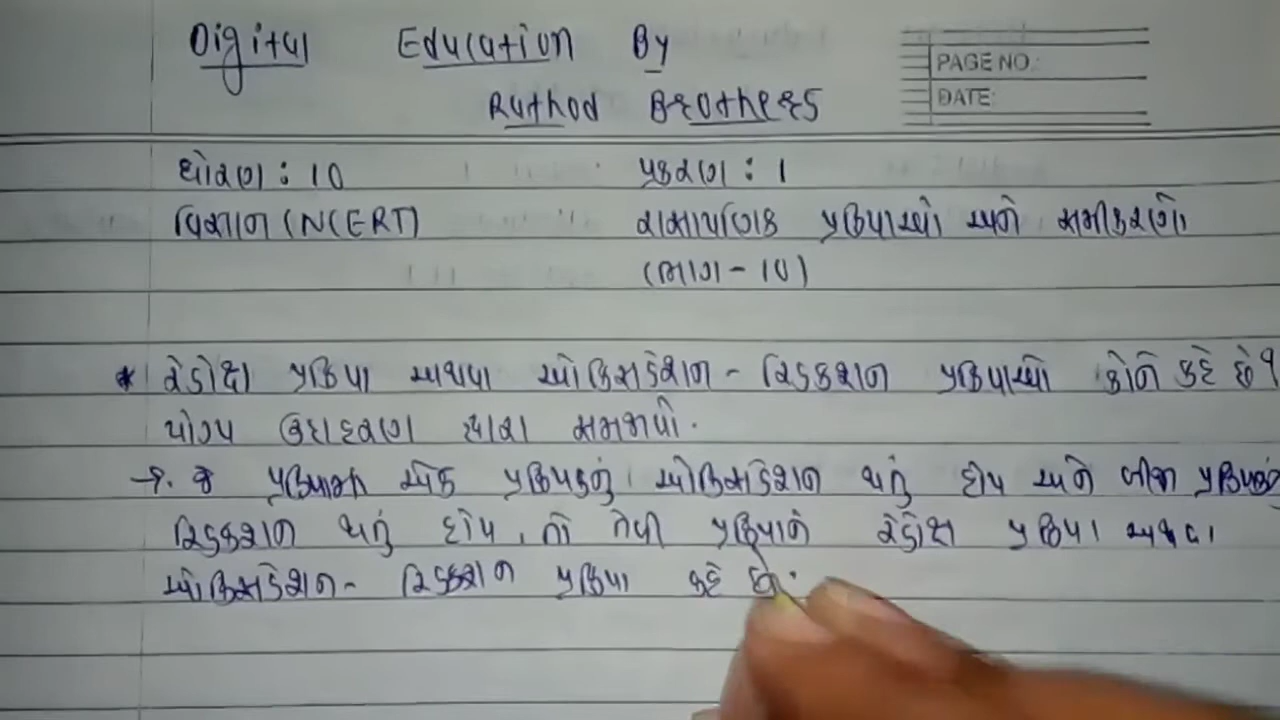 Digital Education By
Rathod Brothers
PAGE NO.:
DATE:
ધોરણ : 10 પ્રકરણ : 1
વિજ્ઞાન (NCERT) રાસાયણિક પ્રક્રિયાઓ અને સમીકરણો
(ભાગ - 10)
* રેડોક્ષ પ્રક્રિયા અથવા ઓક્સિડેશન - રિડક્શન પ્રક્રિયાઓ કોને કહે છે?
યોગ્ય ઉદાહરણ દ્વારા સમજાવો.
→. જે પ્રક્રિયામાં એક પ્રક્રિયકનું ઓક્સિડેશન થતું હોય અને બીજા પ્રક્રિયકનું
રિડક્શન થતું હોય, તો તેવી પ્રક્રિયાને રેડોક્ષ પ્રક્રિયા અથવા
ઓક્સિડેશન - રિડક્શન પ્રક્રિયા કહે છે.